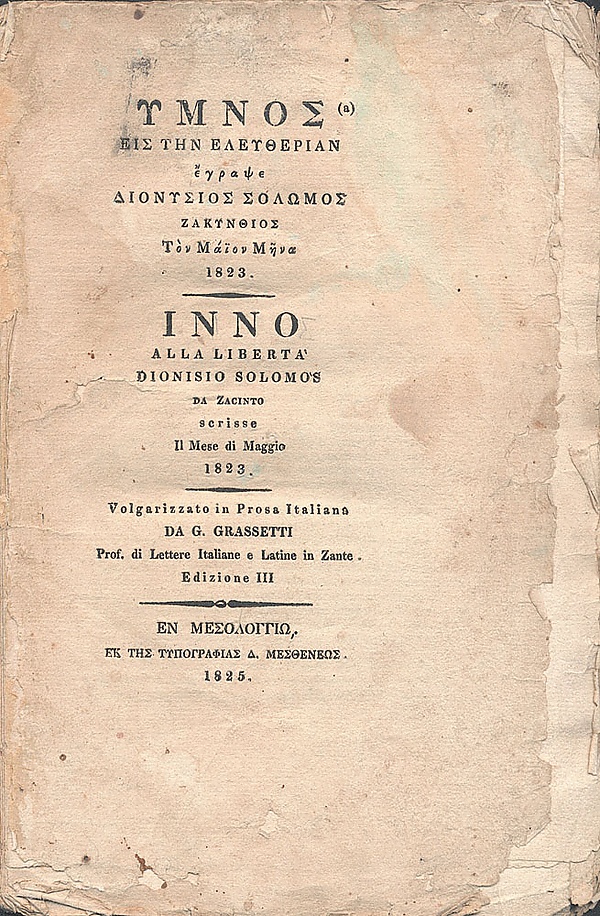 ΥΜΝΟΣ (a)
ΕΙΣ ΤΗΝ ΕΛΕΥΘΕΡΙΑΝ
ἔγραψε
ΔΙΟΝΥΣΙΟΣ ΣΟΛΩΜΟΣ
ΖΑΚΥΝΘΙΟΣ
Τὸν Μάϊον Μῆνα
1823.
INNO
ALLA LIBERTA'
DIONISIO SOLOMOS
DA ZACINTO
scrisse
Il Mese di Maggio
1823.
Volgarizzato in Prosa Italiana
DA G. GRASSETTI
Prof. di Lettere Italiane e Latine in Zante.
Edizione III
ΕΝ ΜΕΣΟΛΟΓΓΙΩ,.
ΕΚ ΤΗΣ ΤΥΠΟΓΡΑΦΙΑΣ Δ. ΜΕΣΘΕΝΕΩΣ.
1825.